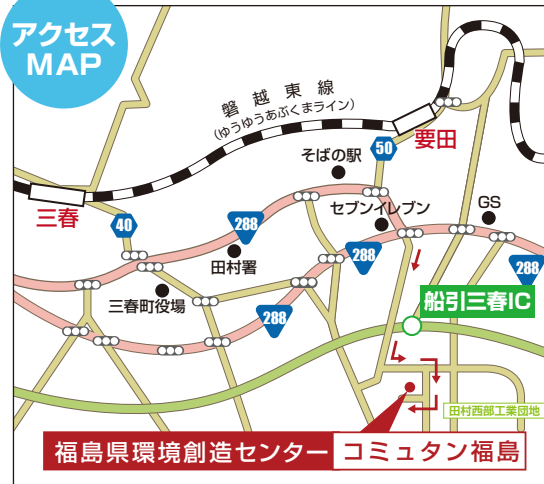 アクセス
MAP
磐越東線
(ゆうゆうあぶくまライン)
要田
50
そばの駅
三春
セブンイレブン
GS
40
288
田村署
288
288
三春町役場
288
船引三春IC
田村西部工業団地
福島県環境創造センター コミュタン福島